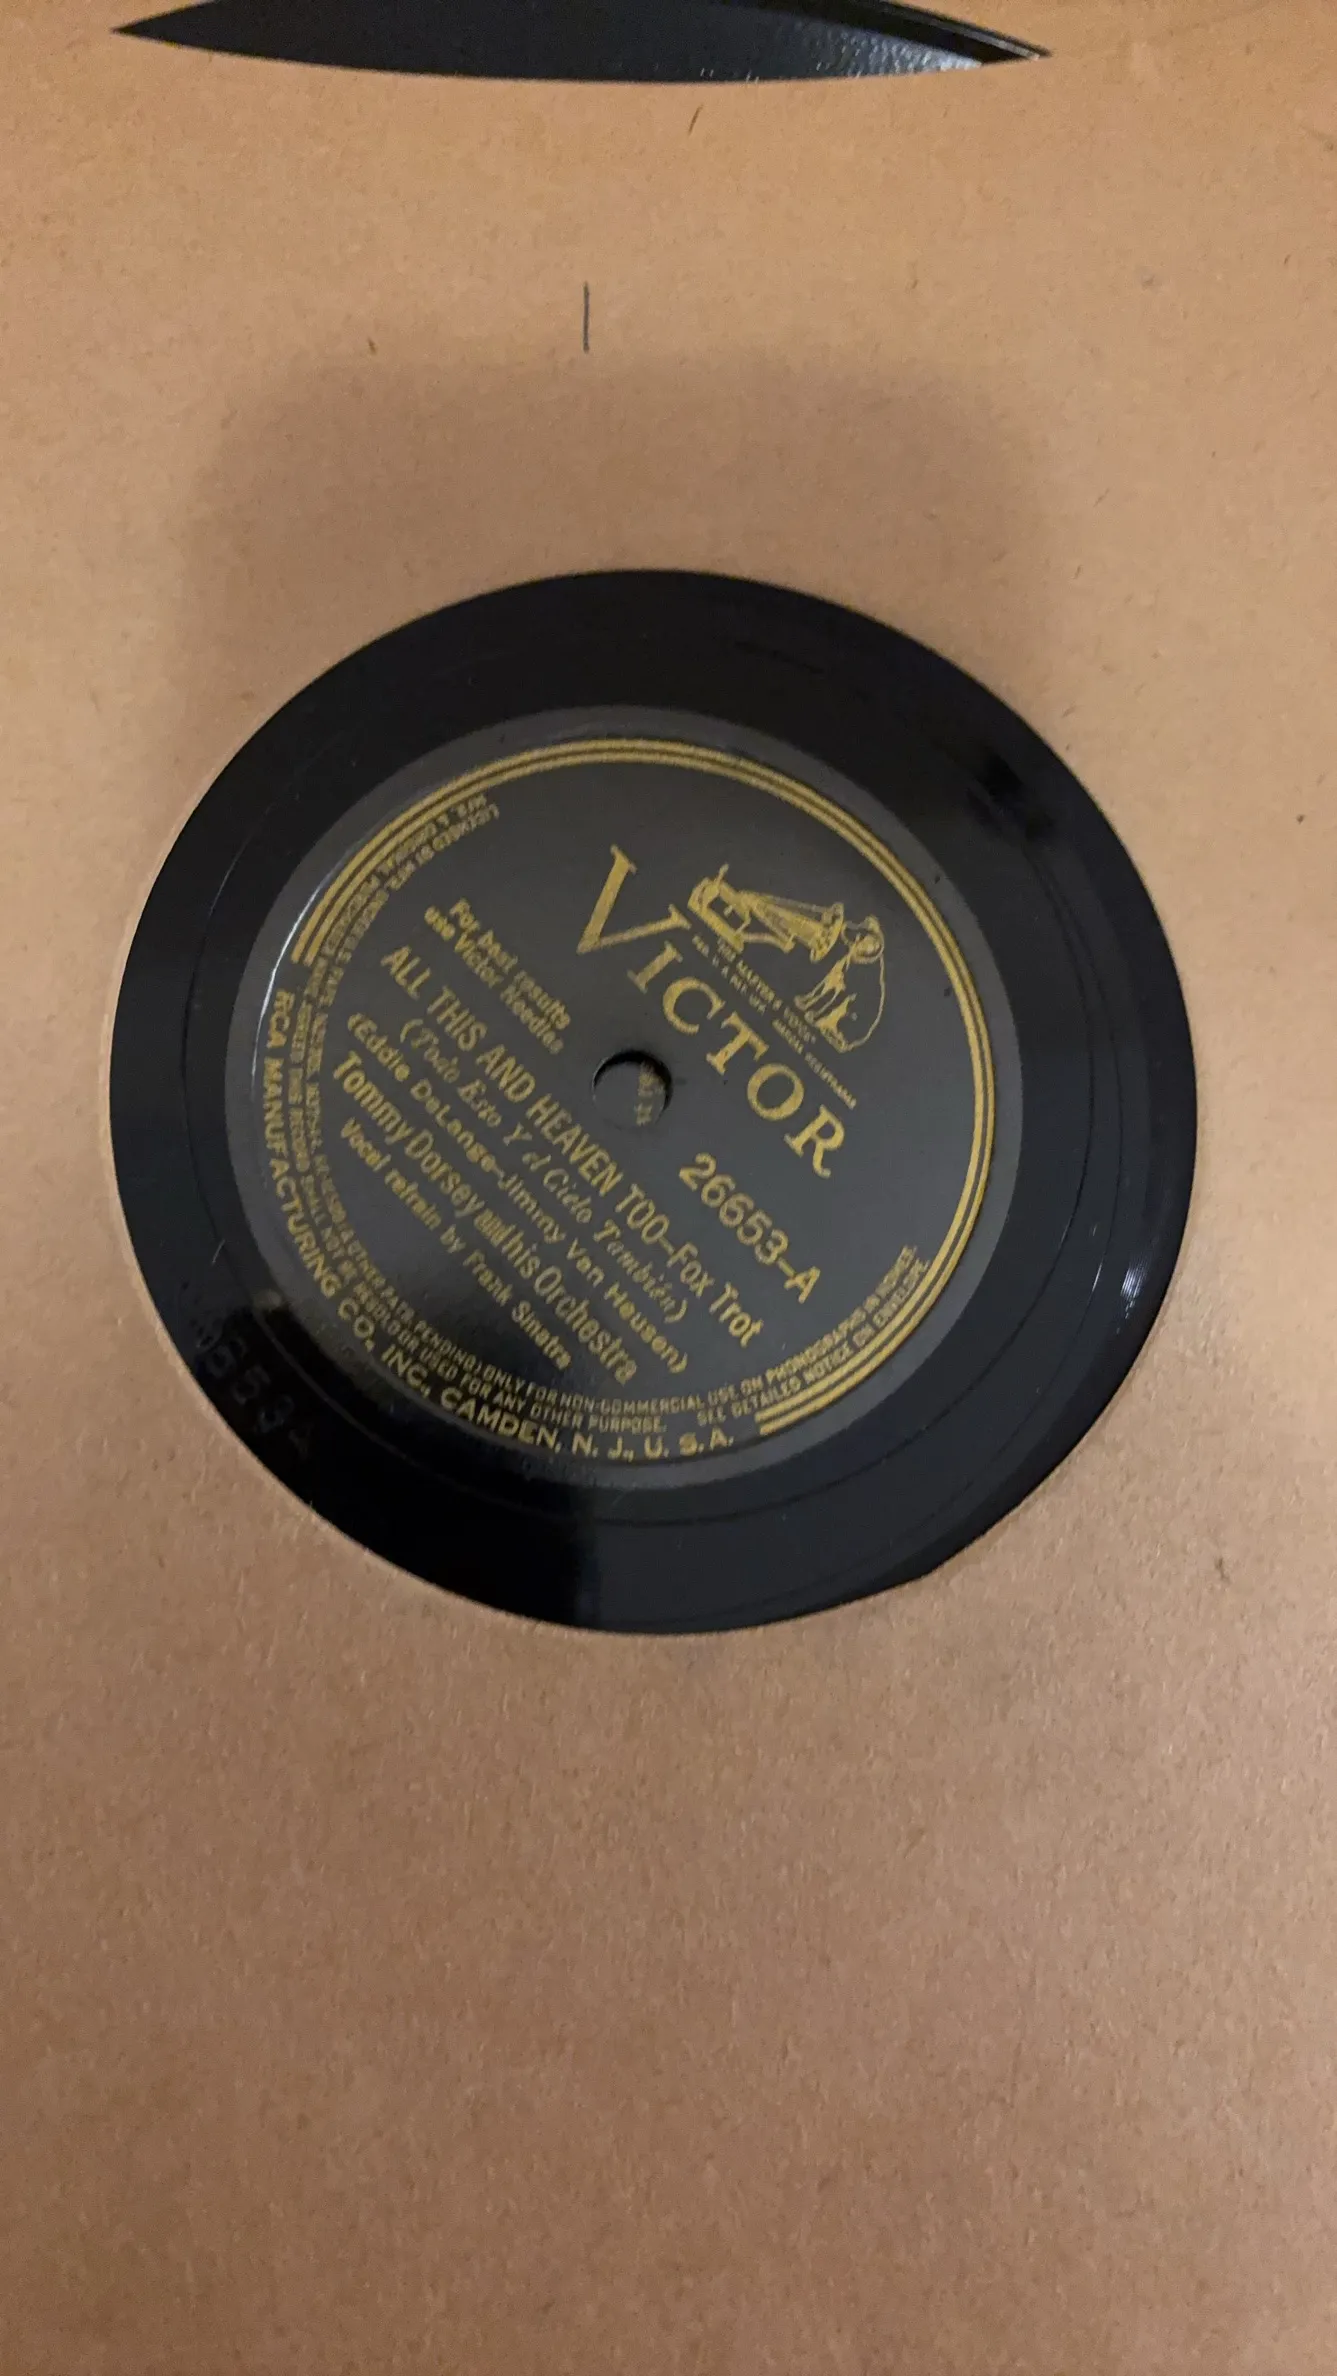 "HIS MASTER'S VOICE"
VICTOR
For best results
use Victor Needles
26653-A
ALL THIS AND HEAVEN TOO-FOX TROT
(Todo Esto Y el Cielo También)
(Eddie DeLange-Jimmy Van Heusen)
Tommy Dorsey and his Orchestra
Vocal refrain by Frank Sinatra
ONLY FOR NON-COMMERCIAL USE ON PHONOGRAPHS IN HOMES.
FOR ANY OTHER PURPOSE. SEE DETAILED NOTICE ON ENVELOPE
RCA MANUFACTURING CO., INC., CAMDEN, N. J., U. S. A.